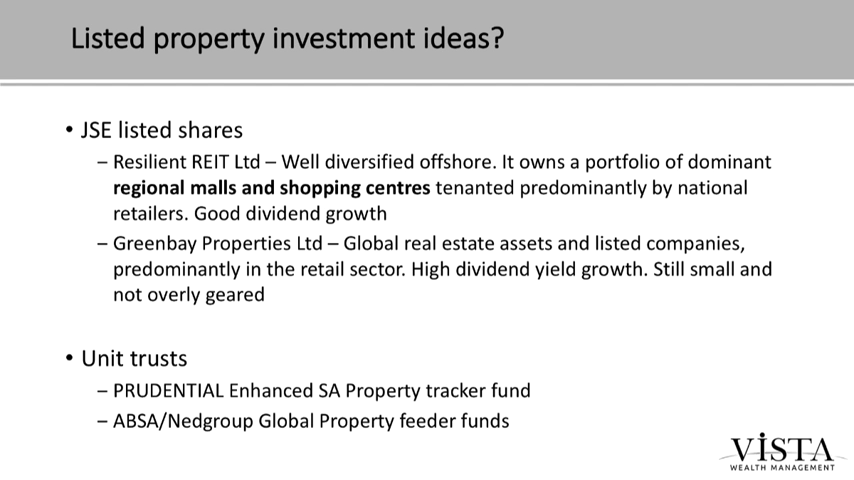 Listed property investment ideas?
• JSE listed shares
– Resilient REIT Ltd – Well diversified offshore. It owns a portfolio of dominant
regional malls and shopping centres tenanted predominantly by national
retailers. Good dividend growth
– Greenbay Properties Ltd – Global real estate assets and listed companies,
predominantly in the retail sector. High dividend yield growth. Still small and
not overly geared
• Unit trusts
– PRUDENTIAL Enhanced SA Property tracker fund
– ABSA/Nedgroup Global Property feeder funds
VISTA
WEALTH MANAGEMENT